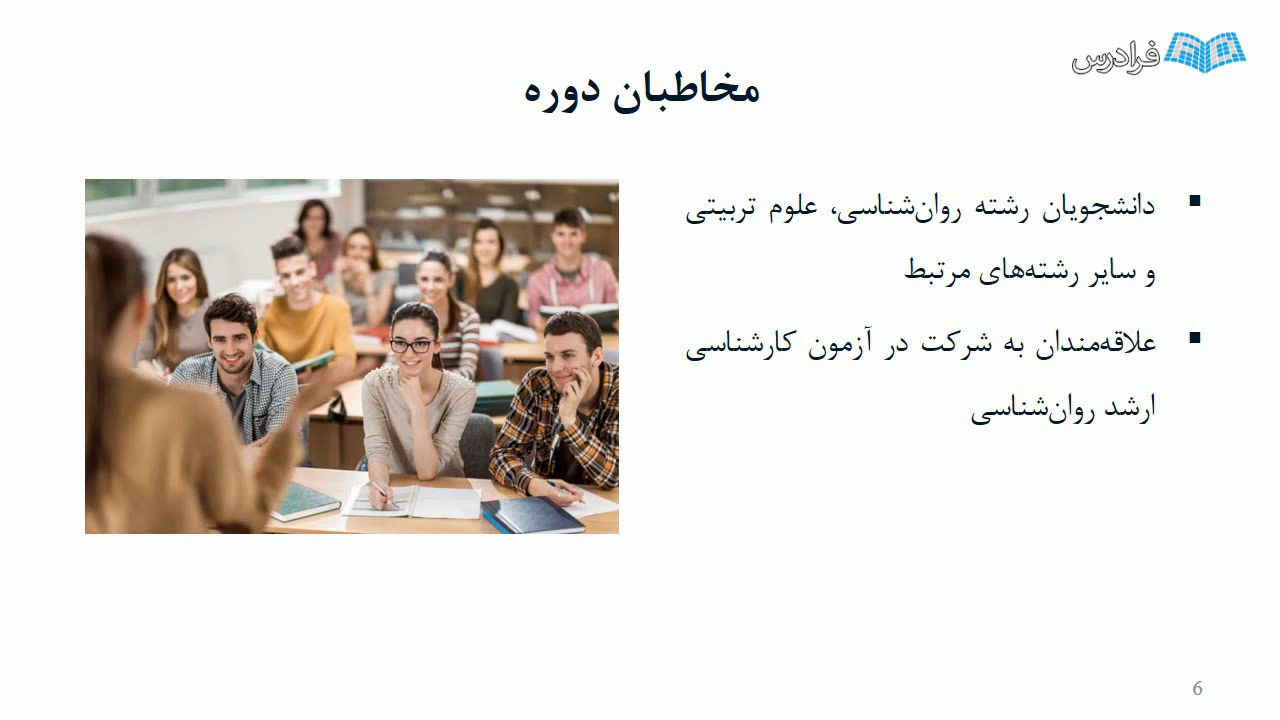 فرادرس
مخاطبان دوره
▪ دانشجویان رشته روان‌شناسی، علوم تربیتی
و سایر رشته‌های مرتبط
▪ علاقه‌مندان به شرکت در آزمون کارشناسی
ارشد روان‌شناسی
6